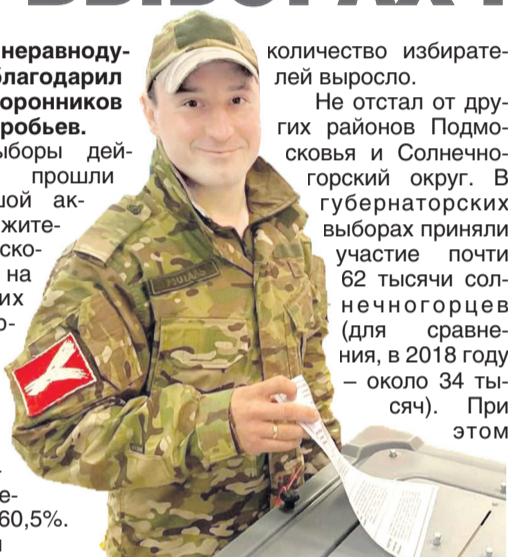 неравноду-
благодарил
оронников
робьев.
ыборы дей-
прошли
шой ак-
жите-
ско-
на
их
е-
60,5%.
количество избирате-
лей выросло.
Не отстал от дру-
гих районов Подмо-
сковья и Солнечно-
горский округ. В
губернаторских
выборах приняли
участие почти
62 тысячи сол-
нечногорцев
(для сравне-
ния, в 2018 году
– около 34 ты-
сяч). При
этом